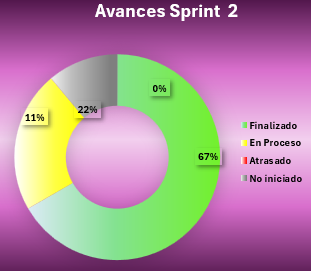 Avances Sprint 2
0%
11%
22%
67%
Finalizado
En Proceso
Atrasado
No iniciado